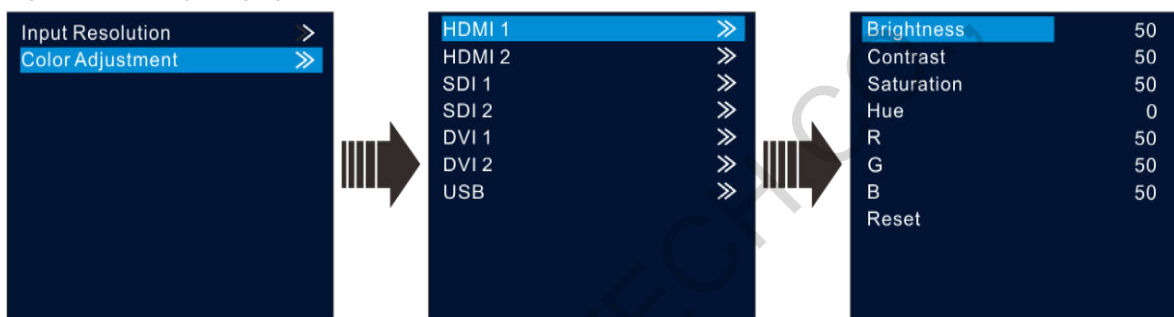 Input Resolution
Color Adjustment
HDMI 1
HDMI 2
SDI 1
SDI 2
DVI 1
DVI 2
USB
Brightness 50
Contrast 50
Saturation 50
Hue 0
R 50
G 50
B 50
Reset